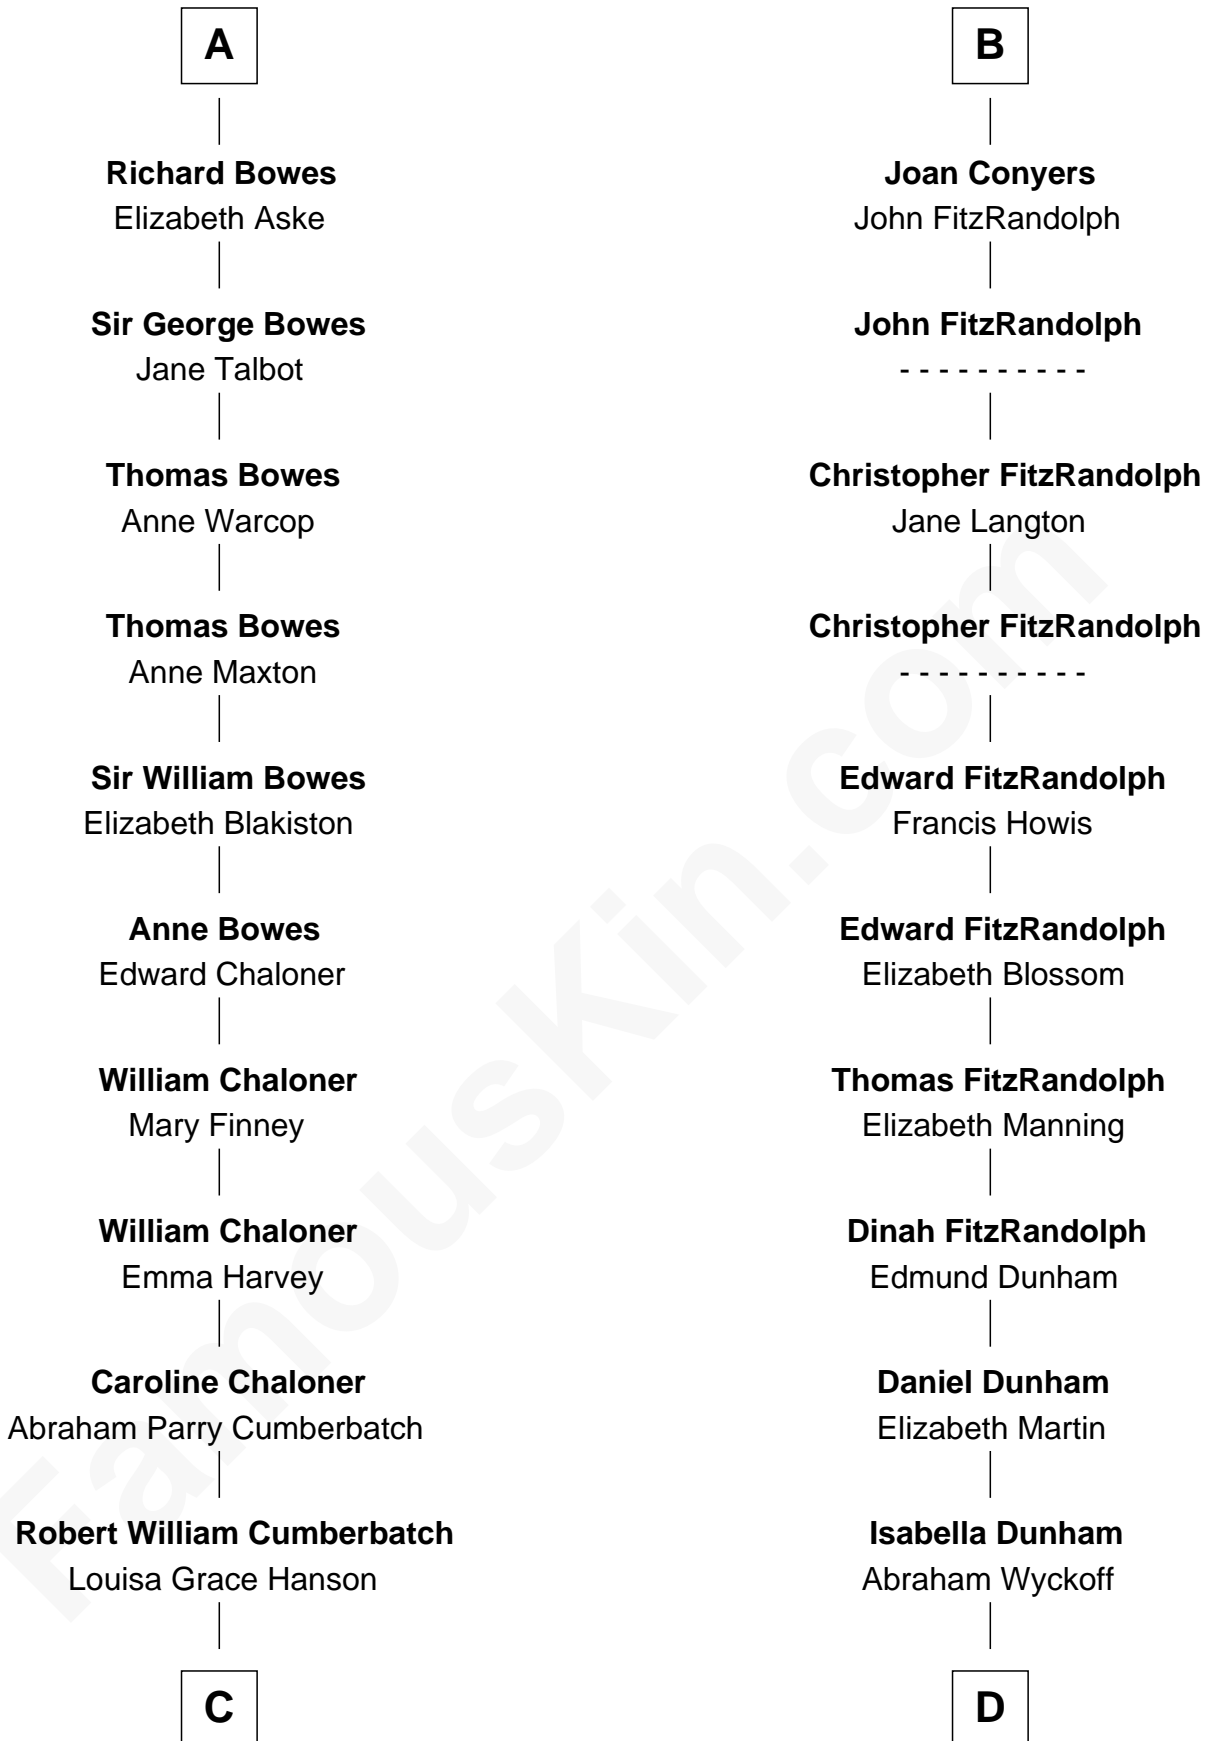 A
Richard Bowes
Elizabeth Aske
Sir George Bowes
Jane Talbot
Thomas Bowes
Anne Warcop
Thomas Bowes
Anne Maxton
Sir William Bowes
Elizabeth Blakiston
Anne Bowes
Edward Chaloner
William Chaloner
Mary Finney
William Chaloner
Emma Harvey
Caroline Chaloner
Abraham Parry Cumberbatch
Robert William Cumberbatch
Louisa Grace Hanson
C
B
Joan Conyers
John FitzRandolph
John FitzRandolph
- - - - - - - - - -
Christopher FitzRandolph
Jane Langton
Christopher FitzRandolph
- - - - - - - - - -
Edward FitzRandolph
Francis Howis
Edward FitzRandolph
Elizabeth Blossom
Thomas FitzRandolph
Elizabeth Manning
Dinah FitzRandolph
Edmund Dunham
Daniel Dunham
Elizabeth Martin
Isabella Dunham
Abraham Wyckoff
D
FamousKin.com